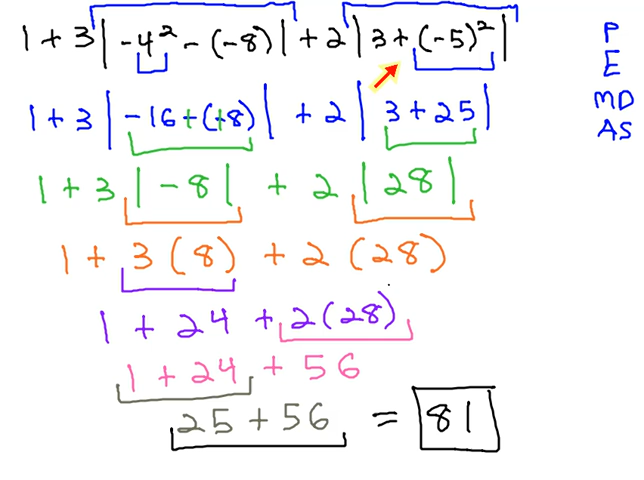 1 + 3|-4² - (-8)| + 2|3 + (-5)²|
1 + 3|-16 + (+8)| + 2|3 + 25|
1 + 3|-8| + 2|28|
1 + 3(8) + 2(28)
1 + 24 + 2(28)
1 + 24 + 56
25 + 56 = 81
P
E
MD
AS